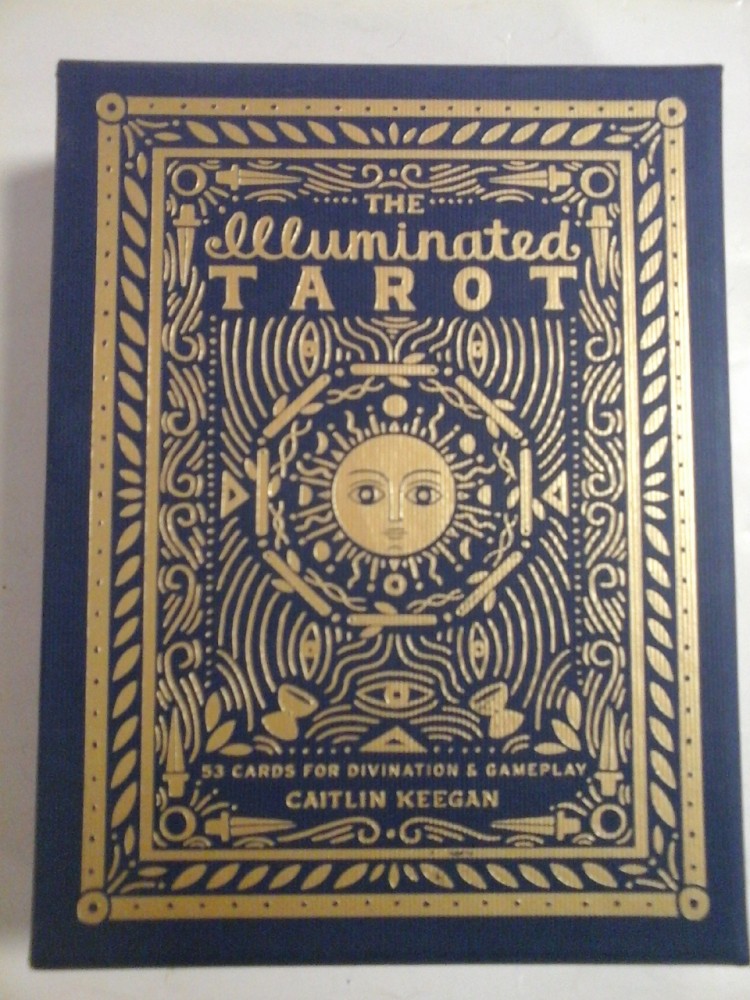 THE
Illuminated
TAROT
53 CARDS FOR DIVINATION & GAMEPLAY
CAITLIN KEEGAN